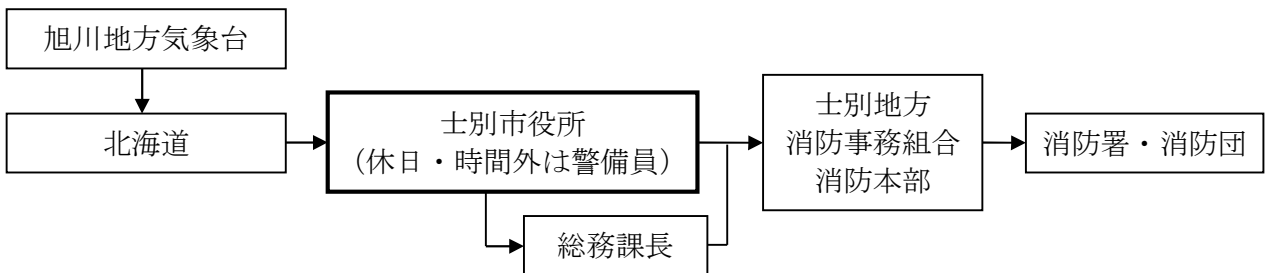 旭川地方気象台
北海道
士別市役所
（休日・時間外は警備員）
総務課長
士別地方
消防事務組合
消防本部
消防署・消防団